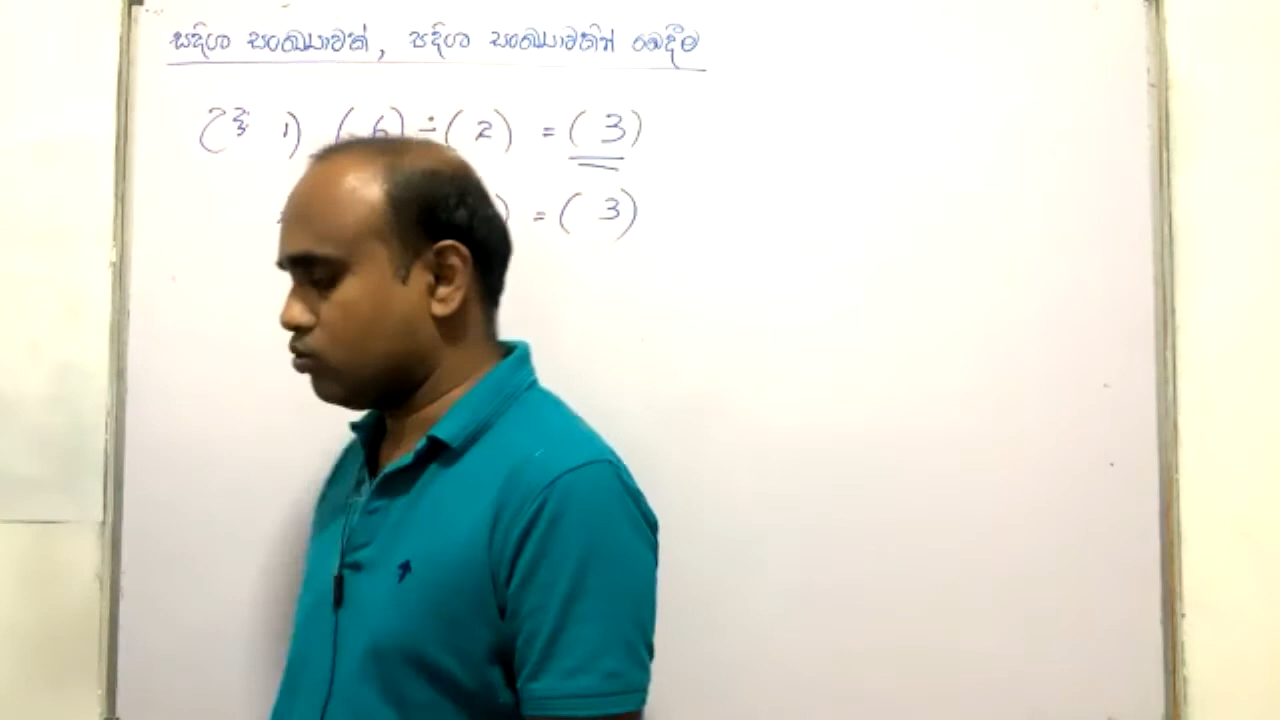 සදිශ සංඛ්‍යාවක්, සදිශ සංඛ්‍යාවකින් බෙදීම
1) ( 6) ÷ ( 2 ) = ( 3 )
) = ( 3 )